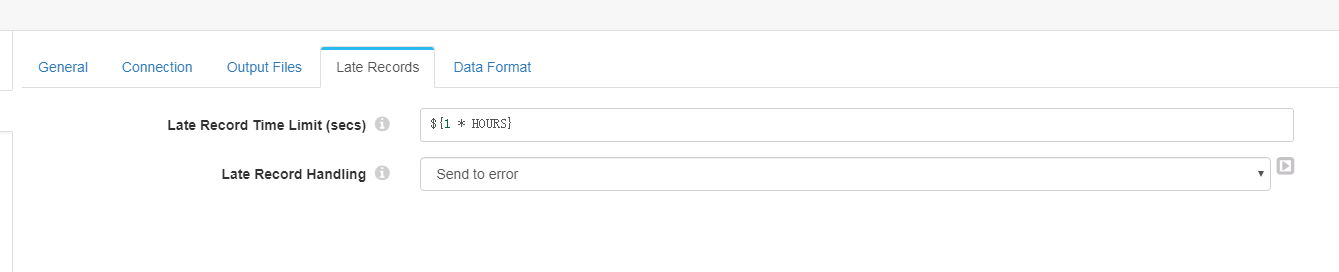 General Connection Output Files Late Records Data Format
Late Record Time Limit (secs) ${1 * HOURS}
Late Record Handling Send to error